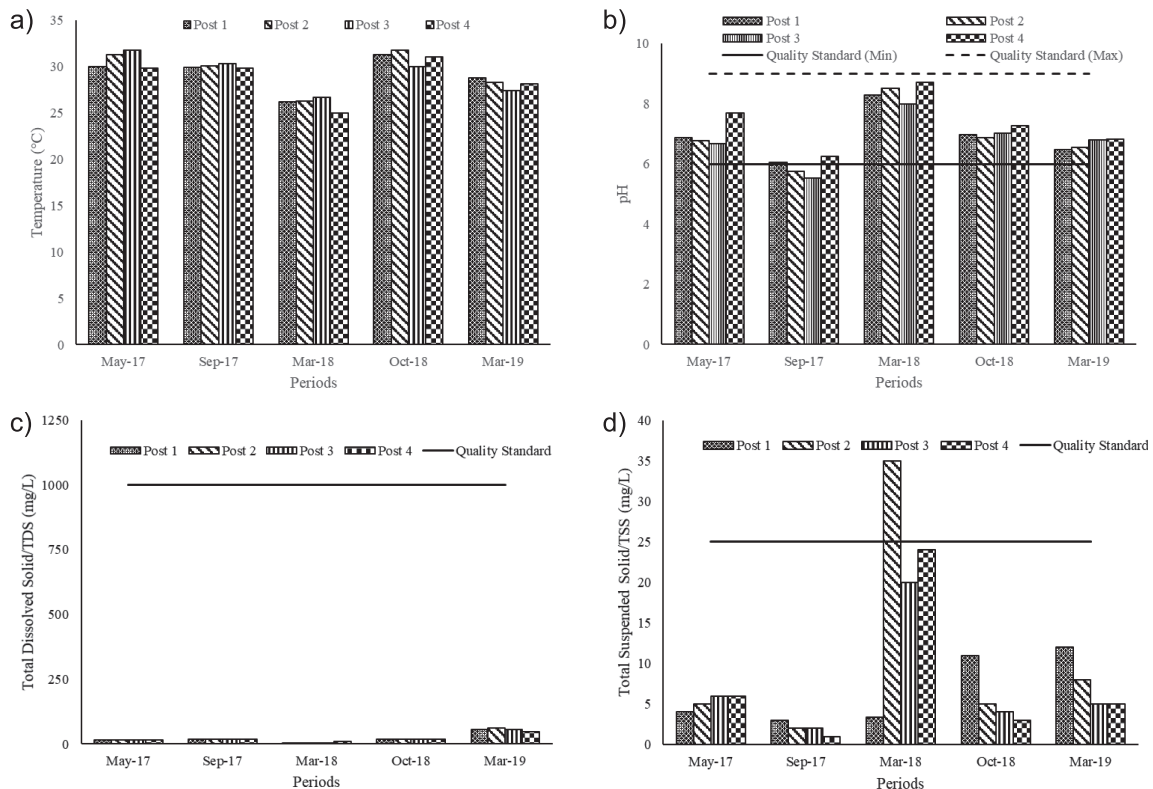 a)
Post 1 Post 2 Post 3 Post 4
35
30
25
20
15
10
5
0
Temperature (°C)
May-17 Sep-17 Mar-18 Oct-18 Mar-19
Periods
b)
Post 1 Post 2
Post 3 Post 4
Quality Standard (Min) Quality Standard (Max)
10
8
6
4
2
0
pH
May-17 Sep-17 Mar-18 Oct-18 Mar-19
Periods
c)
Post 1 Post 2 Post 3 Post 4 Quality Standard
1250
1000
750
500
250
0
Total Dissolved Solid/TDS (mg/L)
May-17 Sep-17 Mar-18 Oct-18 Mar-19
Periods
d)
Post 1 Post 2 Post 3 Post 4 Quality Standard
40
35
30
25
20
15
10
5
0
Total Suspended Solid/TSS (mg/L)
May-17 Sep-17 Mar-18 Oct-18 Mar-19
Periods